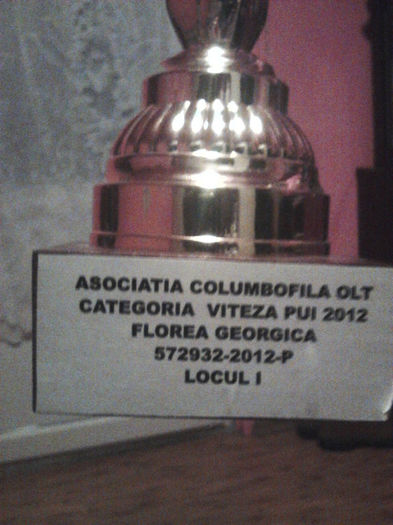 ASOCIATIA COLUMBOFILA OLT
CATEGORIA VITEZA PUI 2012
FLOREA GEORGICA
572932-2012-P
LOCUL I